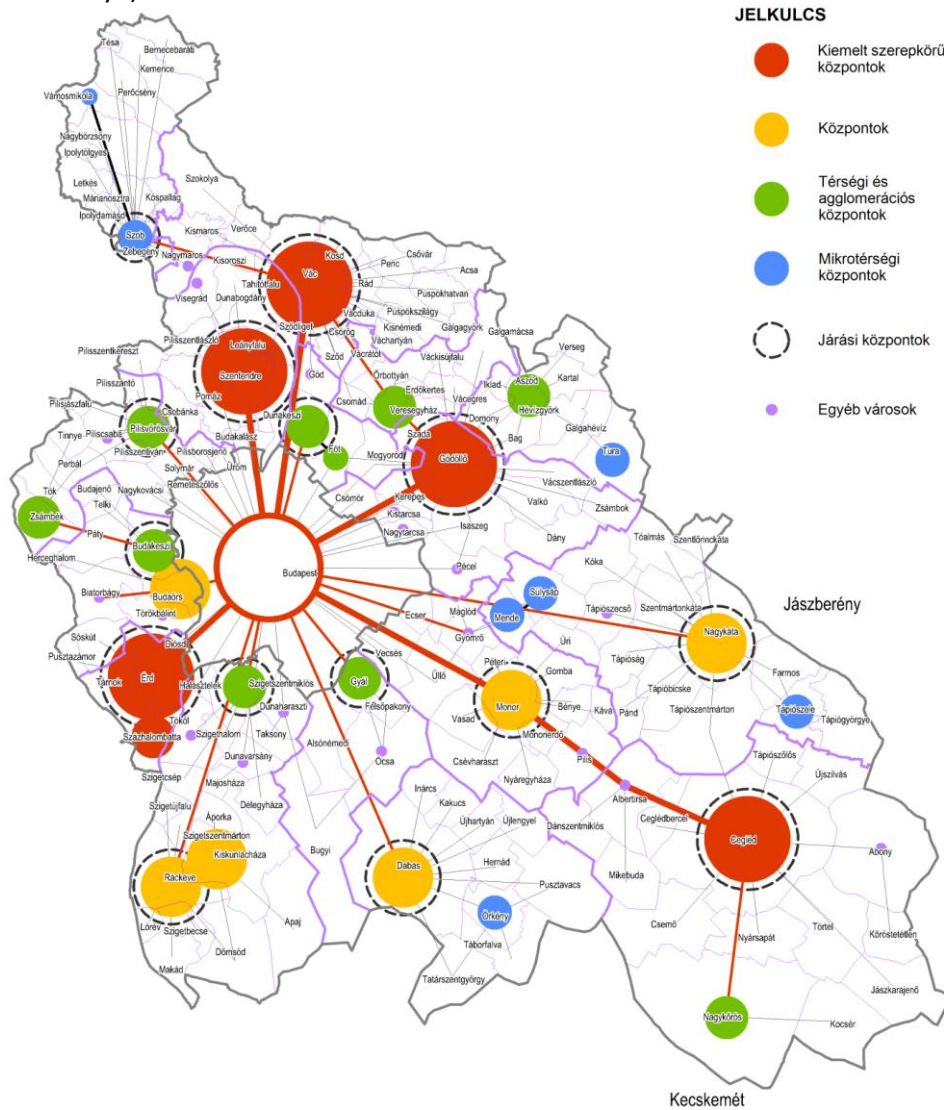 JELKULCS
Kiemelt szerepkörű
központok
Központok
Térségi és
agglomerációs
központok
Mikrotérségi
központok
Járási központok
Egyéb városok
Tésa
Bernecebaráti
Kemence
Perőcsény
Vámosmikola
Nagybörzsöny
Ipolytölgyes
Letkés
Márianosztra
Ipolydamásd
Kóspallag
Szob
Zebegény
Szokolya
Kismaros
Verőce
Nagymaros
Kisoroszi
Visegrád
Dunabogdány
Tahitótfalu
Kosd
Vác
Rád
Penc
Csővár
Acsa
Püspökhatvan
Püspökszilágy
Vácduka
Kisnémedi
Galgagyörk
Galgamácsa
Váchartyán
Sződliget
Csörög
Sződ
Vácrátót
Váckisújfalu
Verseg
Kartal
Pilisszentlászló
Leányfalu
Szentendre
Pomáz
Göd
Csomád
Őrbottyán
Erdőkertes
Veresegyház
Vácegres
Iklad
Aszód
Hévízgyörk
Domony
Galgahévíz
Pilisszentkereszt
Pilisszántó
Pilisjászfalu
Csobánka
Pilisvörösvár
Tinnye
Piliscsaba
Pilisszentiván
Pilisborosjenő
Budakalász
Dunakeszi
Fót
Mogyoród
Szada
Gödöllő
Bag
Tura
Perbál
Solymár
Üröm
Remeteszőlős
Csömör
Kerepes
Kistarcsa
Nagytarcsa
Isaszeg
Valkó
Vácszentlászló
Zsámbok
Dány
Tök
Zsámbék
Budajenő
Telki
Nagykovácsi
Páty
Budakeszi
Herceghalom
Biatorbágy
Budaörs
Törökbálint
Budapest
Pécel
Tóalmás
Szentlőrinckáta
Kóka
Szentmártonkáta
Jászberény
Ecser
Maglód
Gyömrő
Mende
Sülysáp
Tápiószecső
Nagykáta
Úri
Tápióság
Farmos
Tápióbicske
Tápiószele
Tápiógyörgye
Tápiószentmárton
Sóskút
Pusztazámor
Diósd
Érd
Tárnok
Százhalombatta
Halásztelek
Szigetszentmiklós
Tököl
Szigethalom
Dunaharaszti
Taksony
Vecsés
Gyál
Felsőpakony
Üllő
Péteri
Gomba
Monor
Bénye
Káva
Pánd
Vasad
Monorierdő
Csévharaszt
Nyáregyháza
Pilis
Alsónémedi
Ócsa
Szigetcsép
Dunavarsány
Majosháza
Délegyháza
Szigetújfalu
Áporka
Szigetszentmárton
Kiskunlacháza
Ráckeve
Lórév
Szigetbecse
Makád
Dömsöd
Apaj
Bugyi
Inárcs
Kakucs
Újhartyán
Újlengyel
Dabas
Hernád
Pusztavacs
Örkény
Táborfalva
Tatárszentgyörgy
Dánszentmiklós
Albertirsa
Mikebuda
Ceglédbercel
Tápiószőlős
Újszilvás
Cegléd
Abony
Csemő
Nyársapát
Törtel
Kőröstetétlen
Jászkarajenő
Nagykőrös
Kocsér
Kecskemét